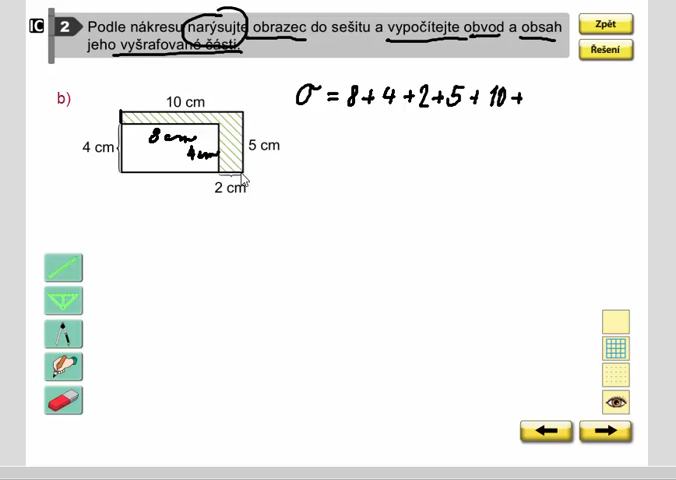 IC 2 Podle nákresu narýsujte obrazec do sešitu a vypočítejte obvod a obsah
jeho vyšrafované části.
Zpět
Řešení
b)
10 cm
σ = 8 + 4 + 2 + 5 + 10 +
8 cm
4 cm
4 cm
5 cm
2 cm